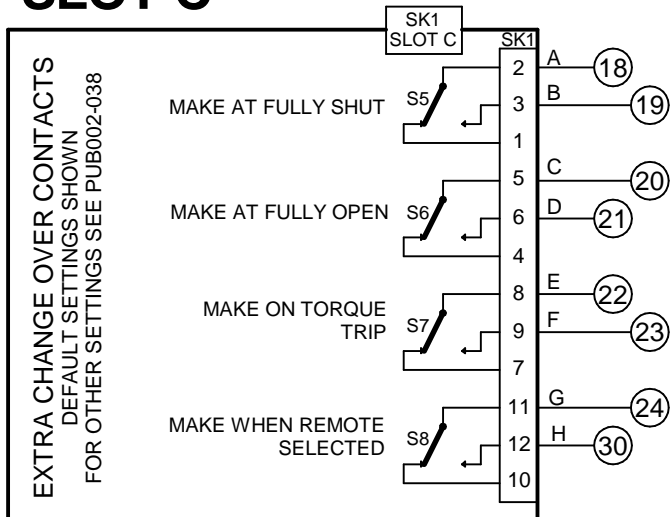 SK1
SLOT C
SK1
EXTRA CHANGE OVER CONTACTS
DEFAULT SETTINGS SHOWN
FOR OTHER SETTINGS SEE PUB002-038
MAKE AT FULLY SHUT
S5
2 A 18
3 B 19
1
MAKE AT FULLY OPEN
S6
5 C 20
6 D 21
4
MAKE ON TORQUE
TRIP
S7
8 E 22
9 F 23
7
MAKE WHEN REMOTE
SELECTED
S8
11 G 24
12 H 30
10